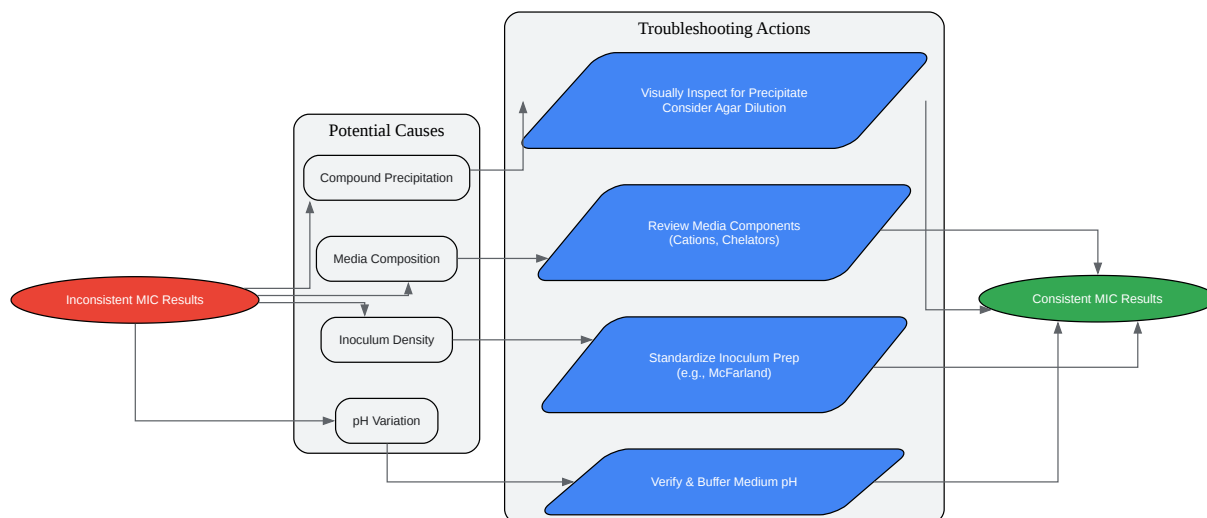 Troubleshooting Actions
Visually Inspect for Precipitate
Consider Agar Dilution
Potential Causes
Compound Precipitation
Review Media Components
(Cations, Chelators)
Media Composition
Inconsistent MIC Results
Consistent MIC Results
Inoculum Density
Standardize Inoculum Prep
(e.g., McFarland)
pH Variation
Verify & Buffer Medium pH